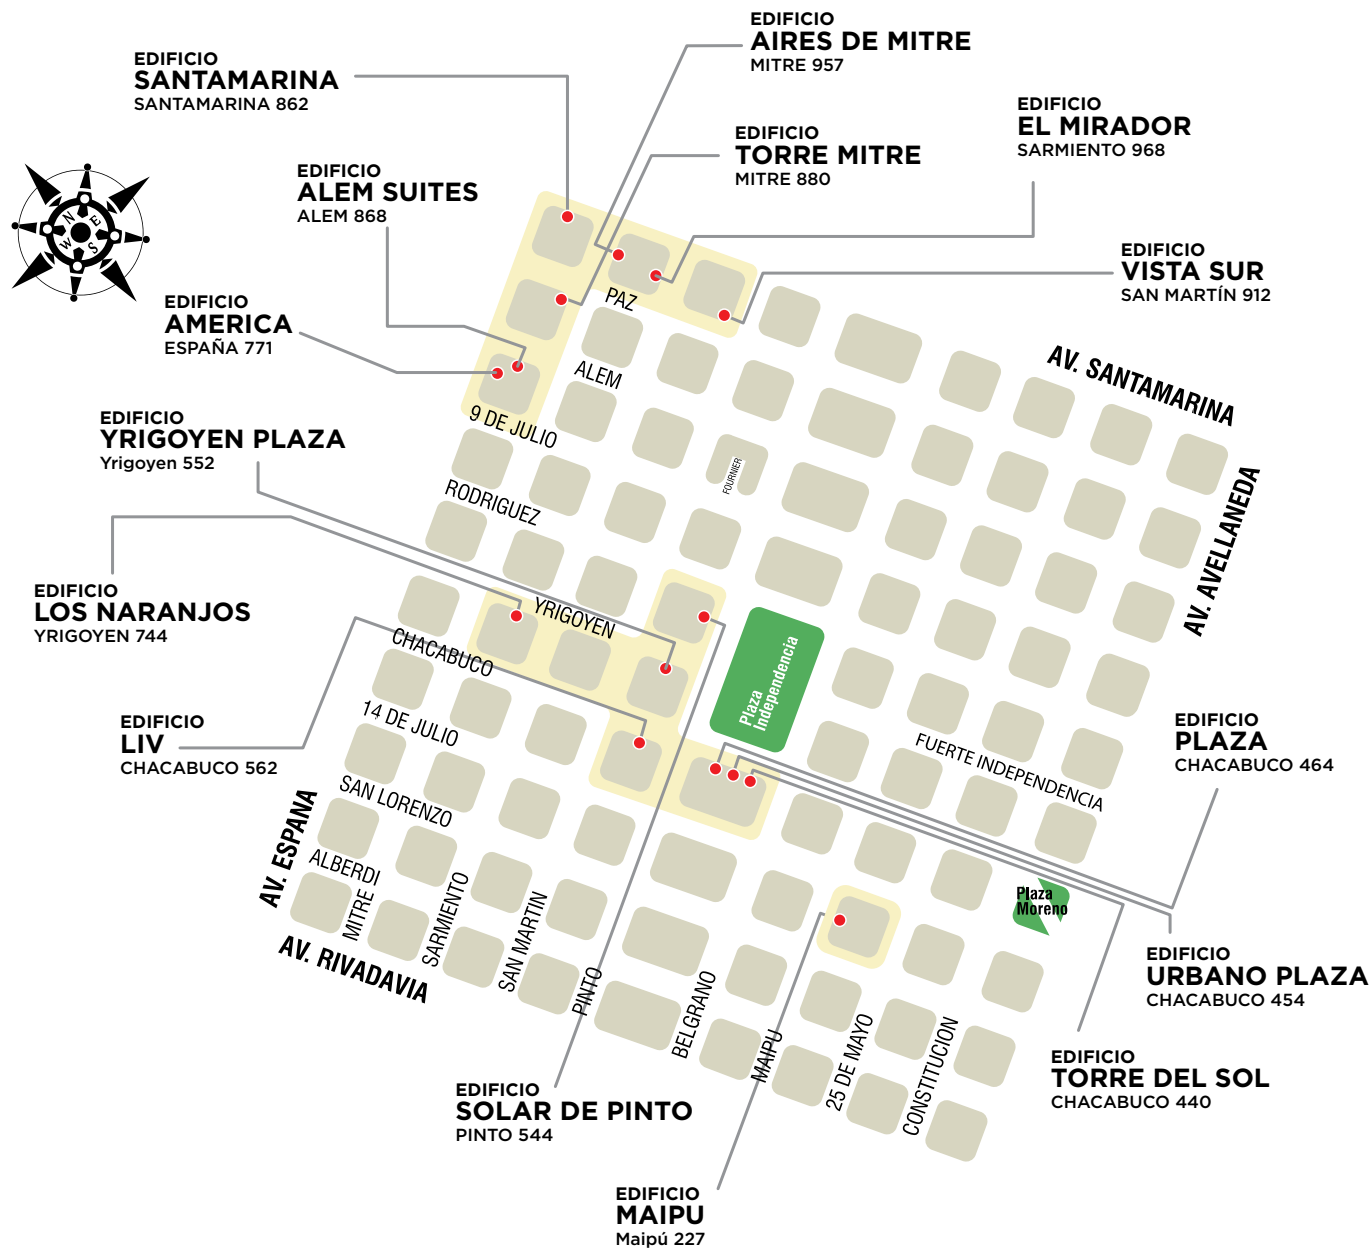 EDIFICIO
AIRES DE MITRE
MITRE 957
EDIFICIO
SANTAMARINA
SANTAMARINA 862
EDIFICIO
EL MIRADOR
SARMIENTO 968
EDIFICIO
TORRE MITRE
MITRE 880
EDIFICIO
ALEM SUITES
ALEM 868
N
E
W
S
EDIFICIO
VISTA SUR
SAN MARTÍN 912
EDIFICIO
AMERICA
ESPAÑA 771
PAZ
ALEM
9 DE JULIO
AV. SANTAMARINA
EDIFICIO
YRIGOYEN PLAZA
Yrigoyen 552
FOURNIER
RODRIGUEZ
AV. AVELLANEDA
EDIFICIO
LOS NARANJOS
YRIGOYEN 744
YRIGOYEN
CHACABUCO
Plaza
Independencia
14 DE JULIO
EDIFICIO
LIV
CHACABUCO 562
EDIFICIO
PLAZA
CHACABUCO 464
FUERTE INDEPENDENCIA
SAN LORENZO
AV. ESPANA
ALBERDI
MITRE
SARMIENTO
SAN MARTIN
PINTO
BELGRANO
MAIPU
25 DE MAYO
CONSTITUCION
AV. RIVADAVIA
Plaza
Moreno
EDIFICIO
URBANO PLAZA
CHACABUCO 454
EDIFICIO
TORRE DEL SOL
CHACABUCO 440
EDIFICIO
SOLAR DE PINTO
PINTO 544
EDIFICIO
MAIPU
Maipú 227